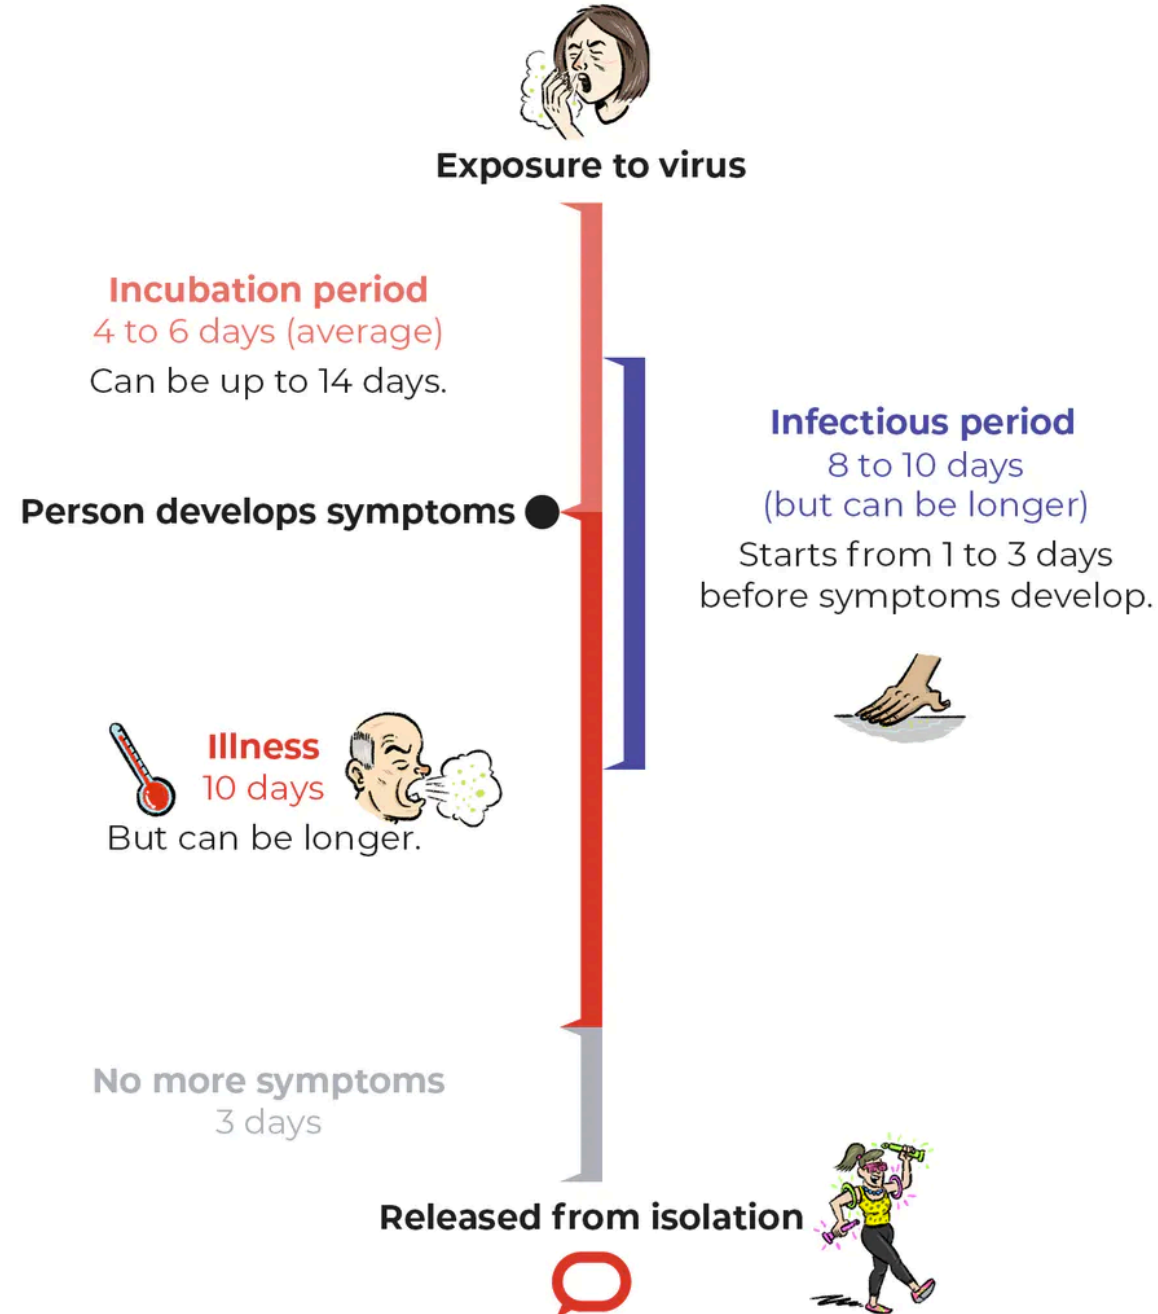 Exposure to virus
Incubation period
4 to 6 days (average)
Can be up to 14 days.
Infectious period
8 to 10 days
(but can be longer)
Starts from 1 to 3 days
before symptoms develop.
Person develops symptoms
Illness
10 days
But can be longer.
No more symptoms
3 days
Released from isolation